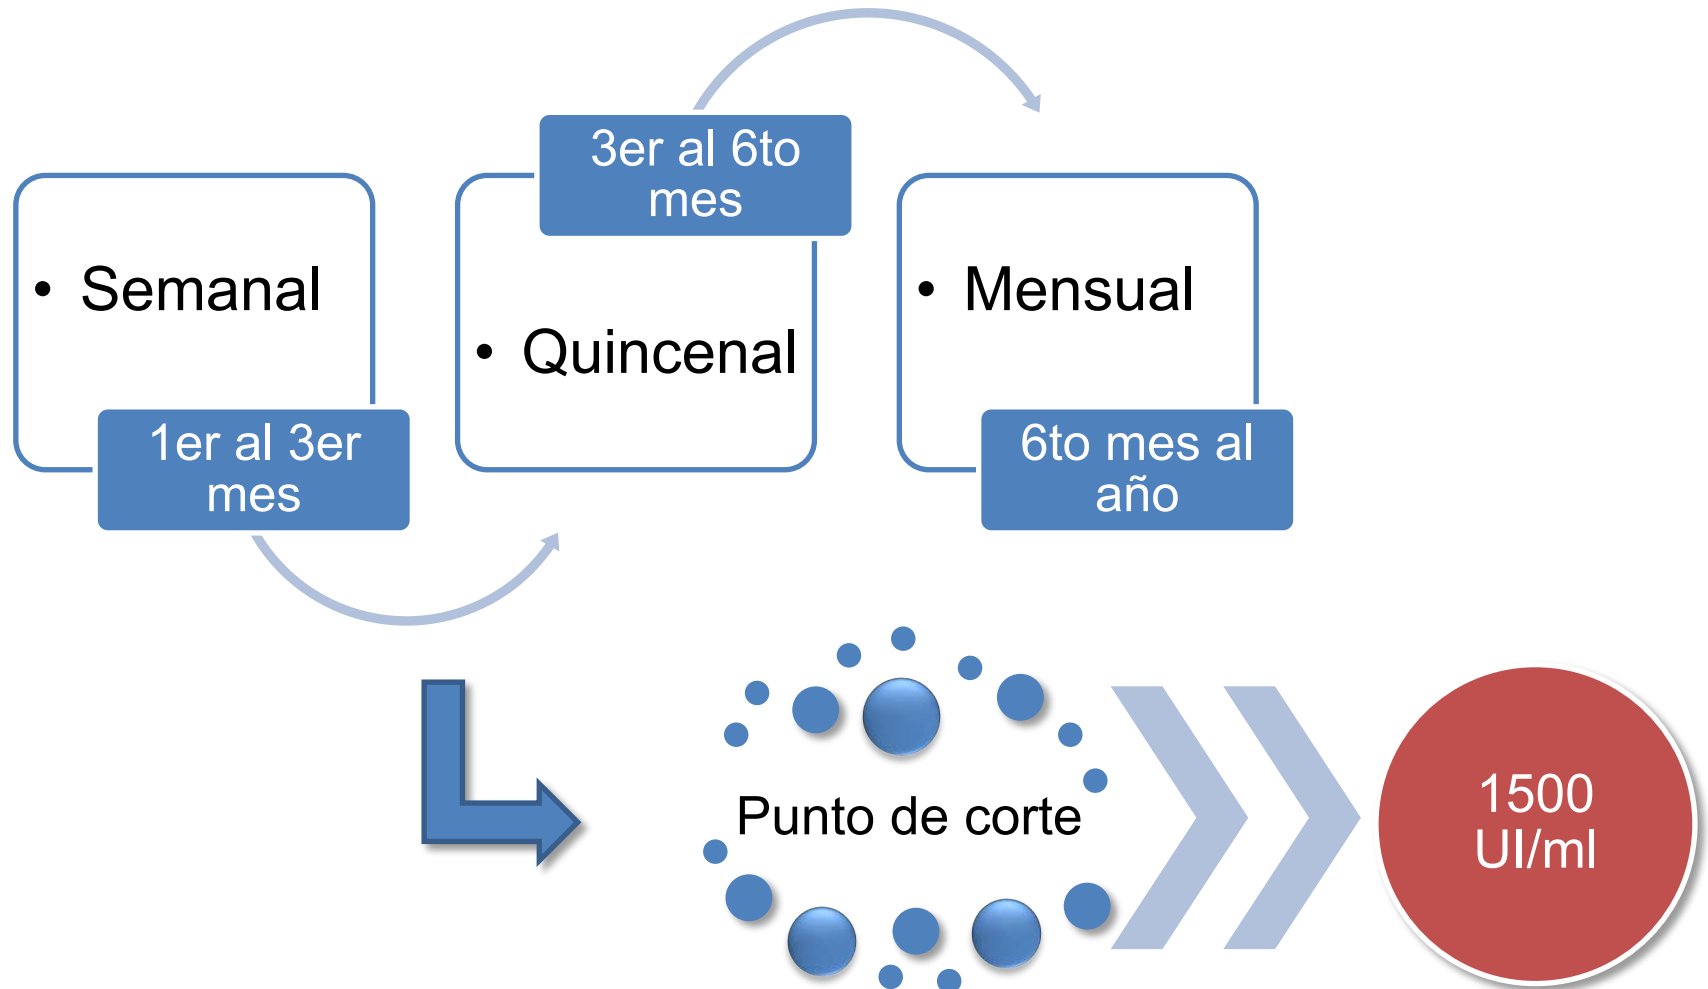 • Semanal
1er al 3er
mes
3er al 6to
mes
• Quincenal
• Mensual
6to mes al
año
Punto de corte
1500
UI/ml